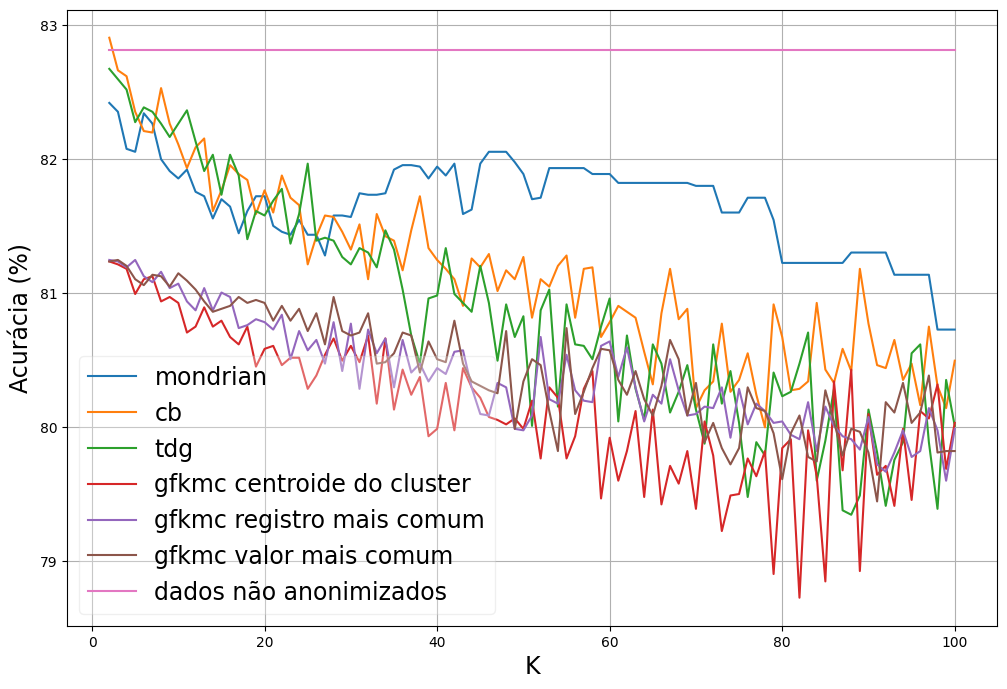 83
82
81
80
79
Acurácia (%)
mondrian
cb
tdg
gfkmc centroide do cluster
gfkmc registro mais comum
gfkmc valor mais comum
dados não anonimizados
0 20 40 60 80 100
K